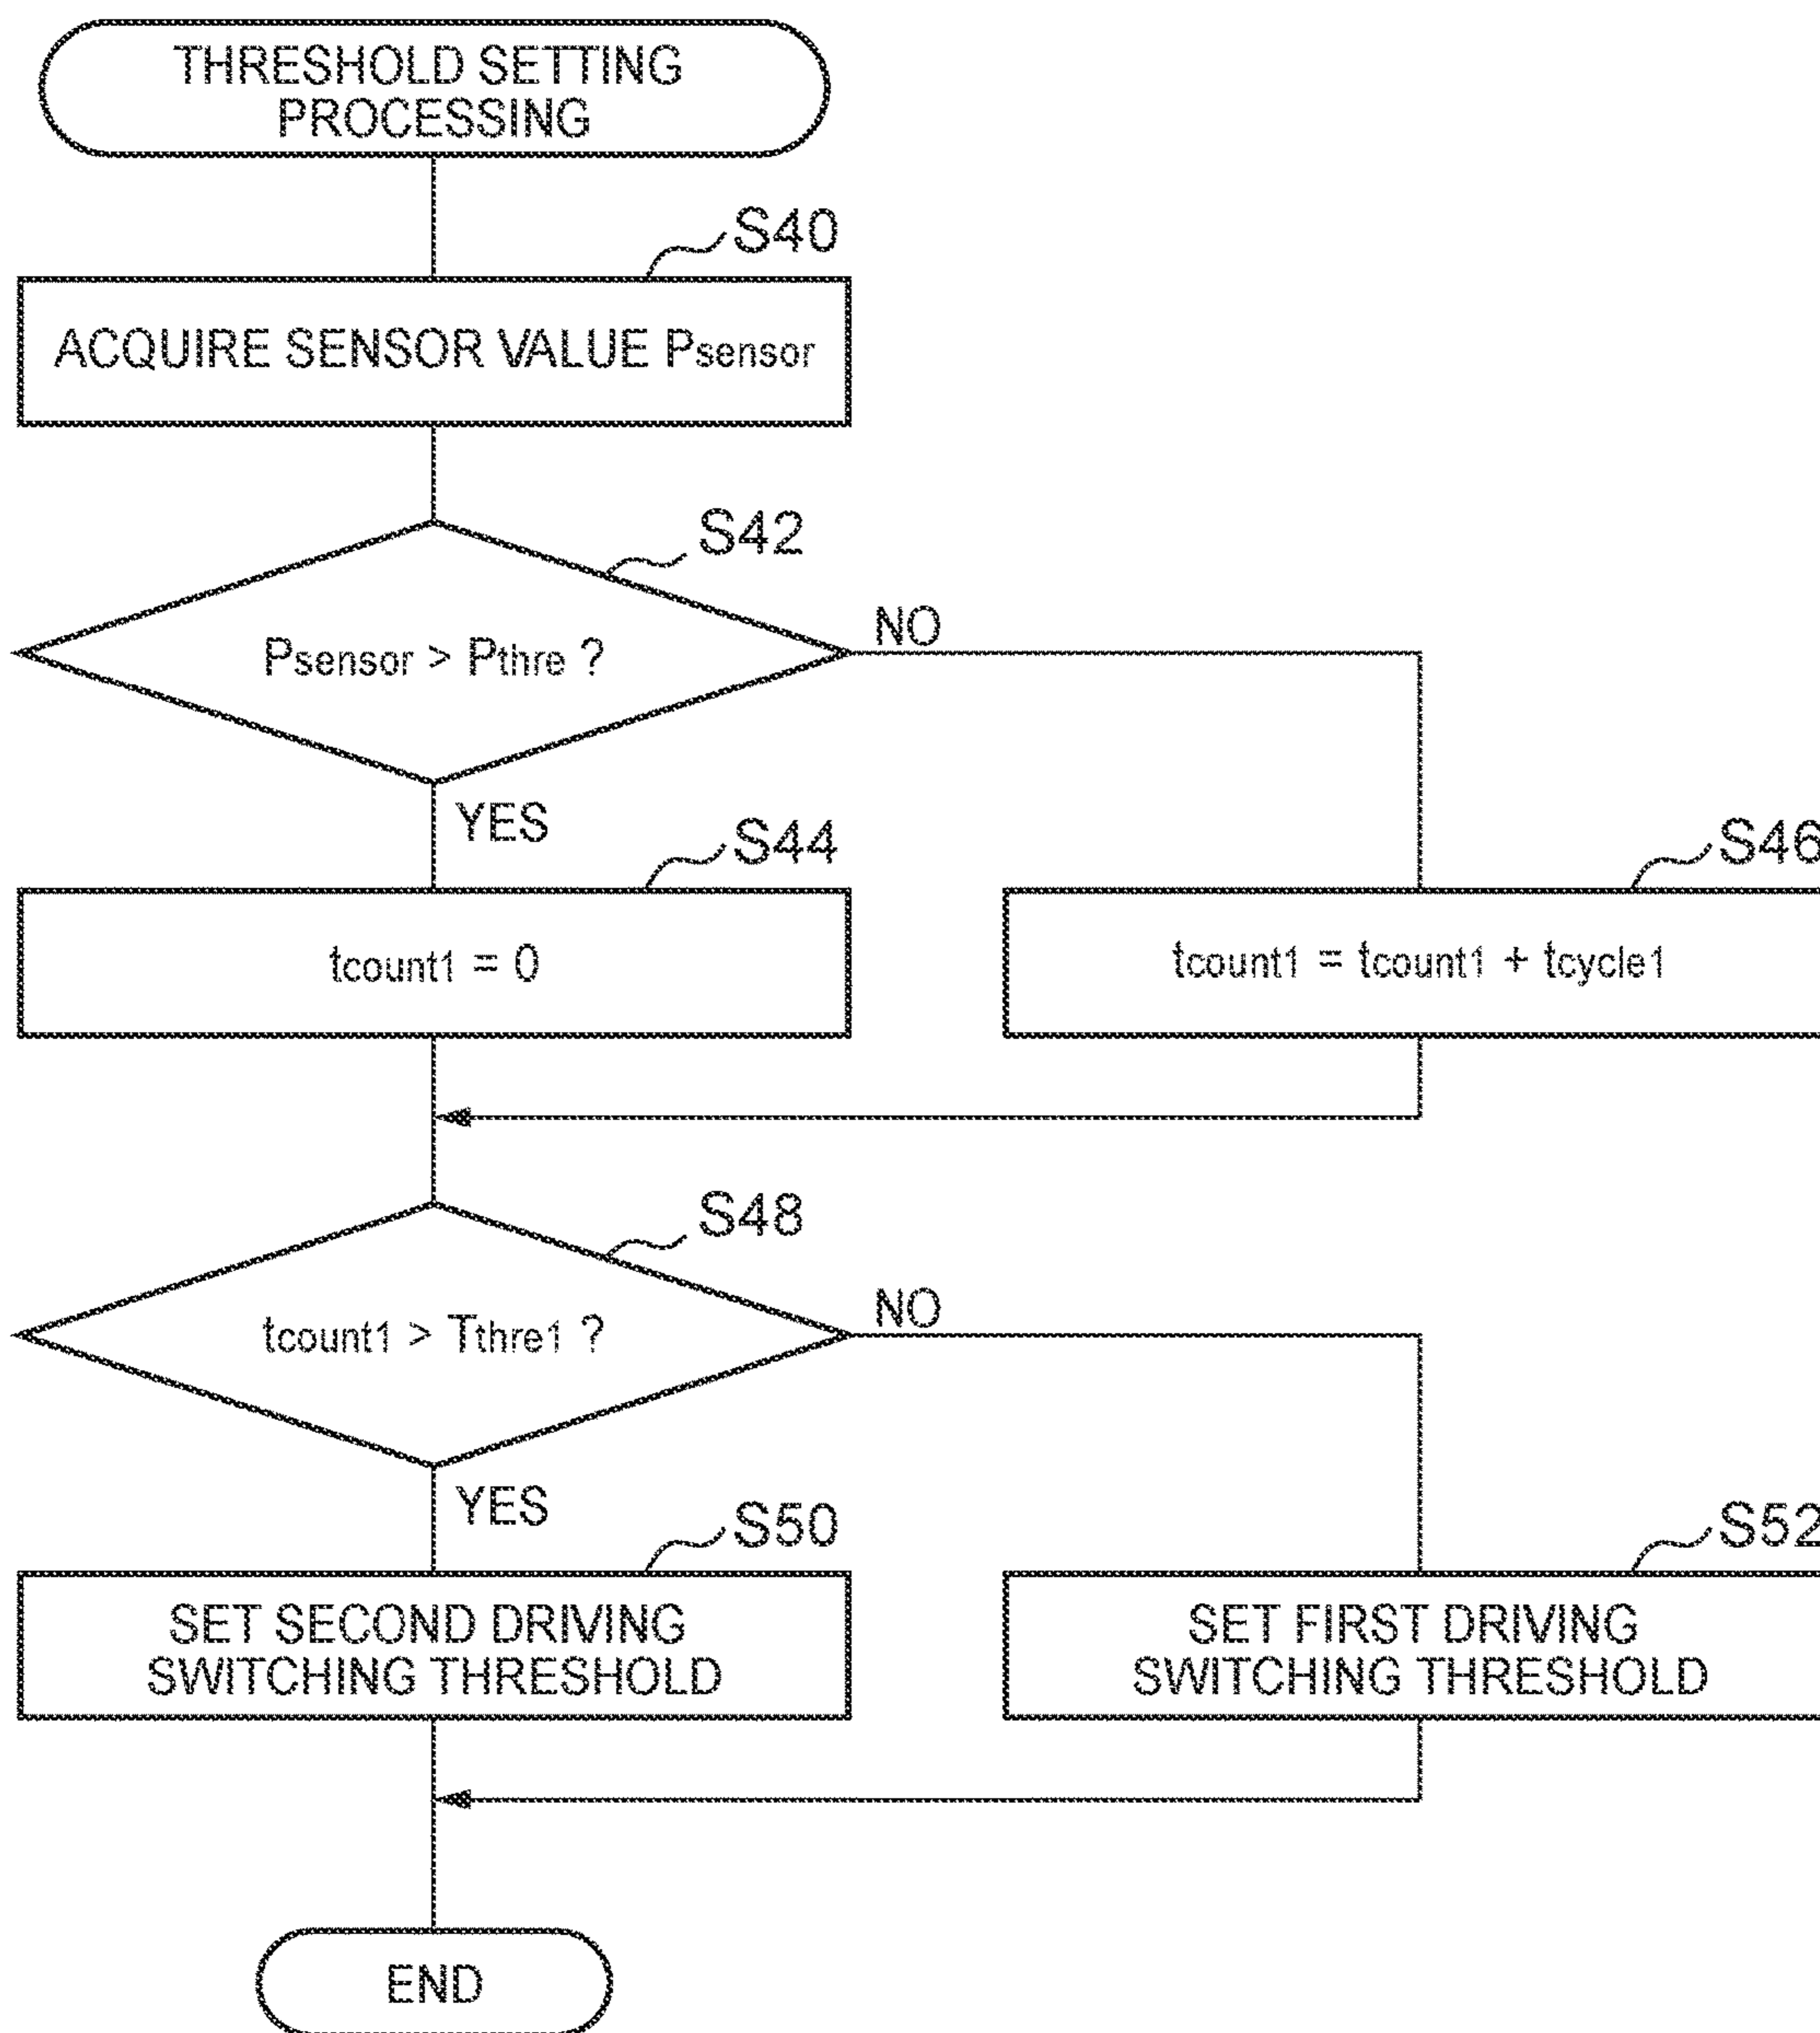 THRESHOLD SETTING
PROCESSING
S40
ACQUIRE SENSOR VALUE Psensor
S42
Psensor > Pthre ?
NO
YES
S44
S46
tcount1 = 0
tcount1 = tcount1 + tcycle1
S48
tcount1 > Tthre1 ?
NO
YES
S50
S52
SET SECOND DRIVING
SWITCHING THRESHOLD
SET FIRST DRIVING
SWITCHING THRESHOLD
END